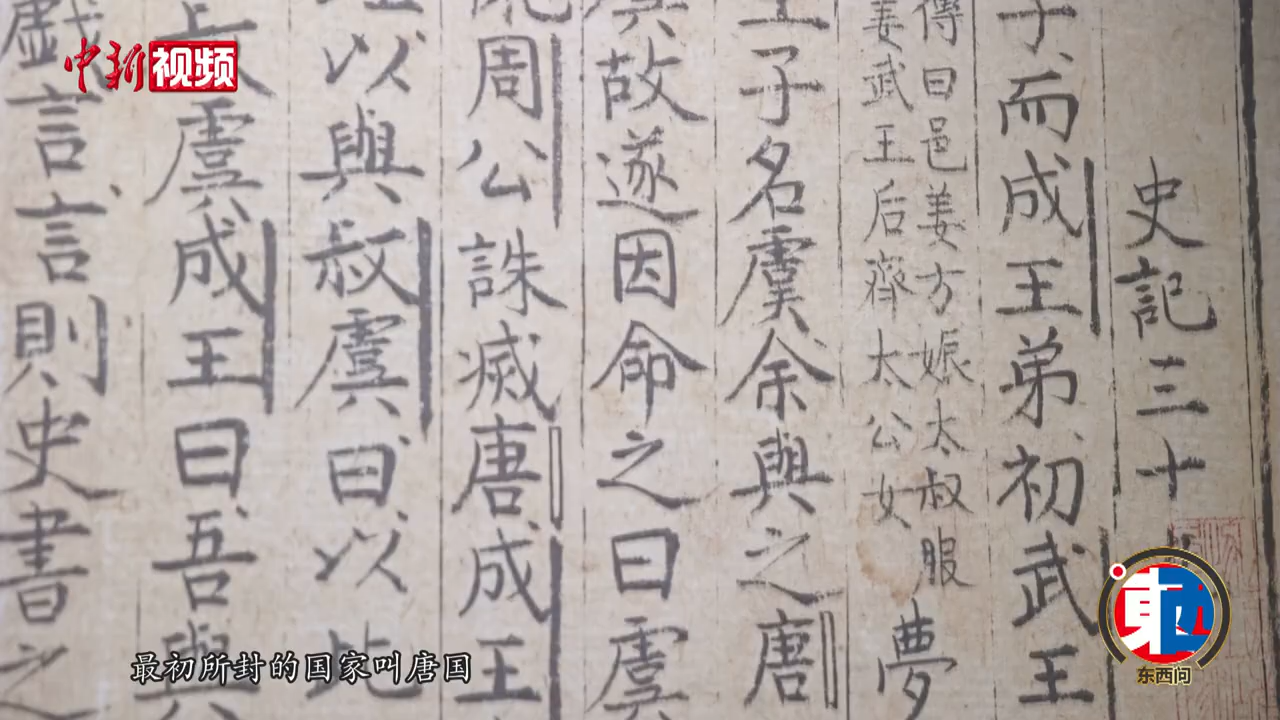 中新视频
史記三十
子而成王弟初武王
傳曰邑姜方娠太叔服
姜武王后齊太公女
夢
王子名虞余與之唐
虞故遂因命之曰虞
周公誅滅唐成王
以與叔虞曰以此
虞成王曰吾與
戲言言則史書之
最初所封的国家叫唐国
东西问